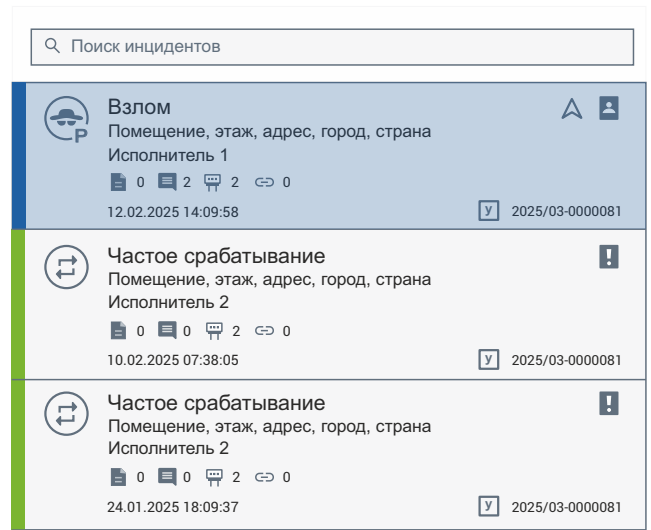 Поиск инцидентов
Взлом
Помещение, этаж, адрес, город, страна
Исполнитель 1
P
0 2 2 0
12.02.2025 14:09:58 У 2025/03-0000081
Частое срабатывание
Помещение, этаж, адрес, город, страна
Исполнитель 2
0 0 2 0
10.02.2025 07:38:05 У 2025/03-0000081
Частое срабатывание
Помещение, этаж, адрес, город, страна
Исполнитель 2
0 0 2 0
24.01.2025 18:09:37 У 2025/03-0000081